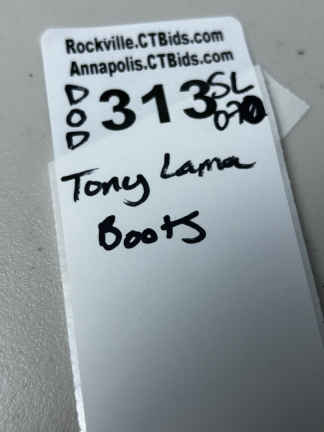 Rockville.CTBids.com
Annapolis.CTBids.com
DOD 313 SL
Tony Lama
Boots